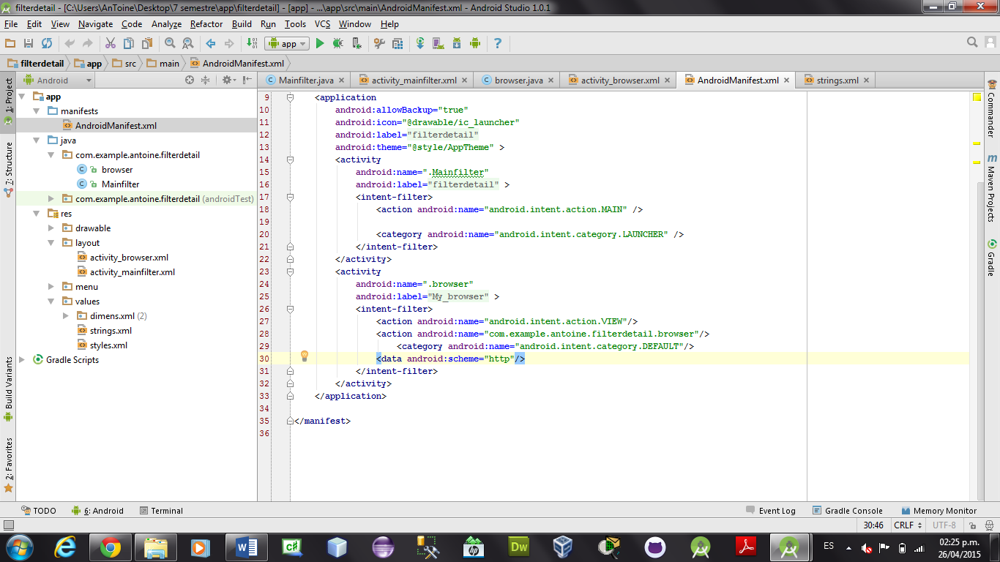 filterdetail - [C:\Users\AnToine\Desktop\7 semestre\app\filterdetail] - [app] - ...\app\src\main\AndroidManifest.xml - Android Studio 1.0.1
File Edit View Navigate Code Analyze Refactor Build Run Tools VCS Window Help
app
filterdetail app src main AndroidManifest.xml
Android
Mainfilter.java activity_mainfilter.xml browser.java activity_browser.xml AndroidManifest.xml strings.xml
1: Project
7: Structure
Build Variants
2: Favorites
app
manifests
AndroidManifest.xml
java
com.example.antoine.filterdetail
browser
Mainfilter
com.example.antoine.filterdetail (androidTest)
res
drawable
layout
activity_browser.xml
activity_mainfilter.xml
menu
values
dimens.xml (2)
strings.xml
styles.xml
Gradle Scripts
9 <application
10 android:allowBackup="true"
11 android:icon="@drawable/ic_launcher"
12 android:label="filterdetail"
13 android:theme="@style/AppTheme" >
14 <activity
15 android:name=".Mainfilter"
16 android:label="filterdetail" >
17 <intent-filter>
18 <action android:name="android.intent.action.MAIN" />
19
20 <category android:name="android.intent.category.LAUNCHER" />
21 </intent-filter>
22 </activity>
23 <activity
24 android:name=".browser"
25 android:label="My_browser" >
26 <intent-filter>
27 <action android:name="android.intent.action.VIEW"/>
28 <action android:name="com.example.antoine.filterdetail.browser"/>
29 <category android:name="android.intent.category.DEFAULT"/>
30 <data android:scheme="http"/>
31 </intent-filter>
32 </activity>
33 </application>
34
35 </manifest>
36
Commander
m Maven Projects
Gradle
TODO 6: Android Terminal Event Log Gradle Console Memory Monitor
30:46 CRLF UTF-8
W C# hp Dw ES 02:25 p.m.
26/04/2015